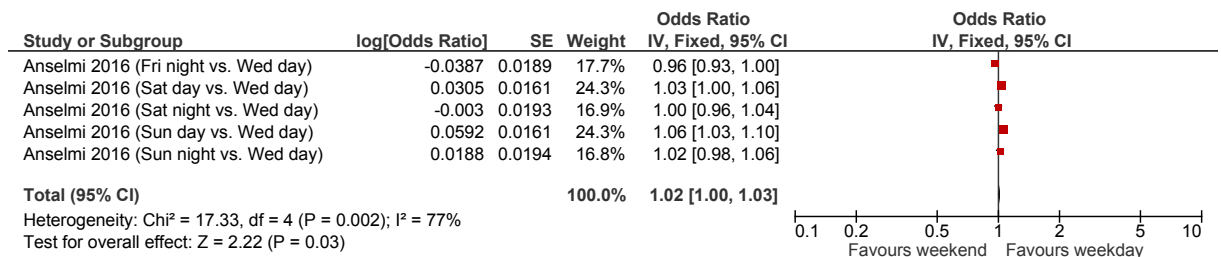 Odds Ratio Odds Ratio
Study or Subgroup log[Odds Ratio] SE Weight IV, Fixed, 95% CI IV, Fixed, 95% CI
Anselmi 2016 (Fri night vs. Wed day) -0.0387 0.0189 17.7% 0.96 [0.93, 1.00]
Anselmi 2016 (Sat day vs. Wed day) 0.0305 0.0161 24.3% 1.03 [1.00, 1.06]
Anselmi 2016 (Sat night vs. Wed day) -0.003 0.0193 16.9% 1.00 [0.96, 1.04]
Anselmi 2016 (Sun day vs. Wed day) 0.0592 0.0161 24.3% 1.06 [1.03, 1.10]
Anselmi 2016 (Sun night vs. Wed day) 0.0188 0.0194 16.8% 1.02 [0.98, 1.06]
Total (95% CI) 100.0% 1.02 [1.00, 1.03]
Heterogeneity: Chi² = 17.33, df = 4 (P = 0.002); I² = 77%
Test for overall effect: Z = 2.22 (P = 0.03)
0.1 0.2 0.5 1 2 5 10
Favours weekend Favours weekday